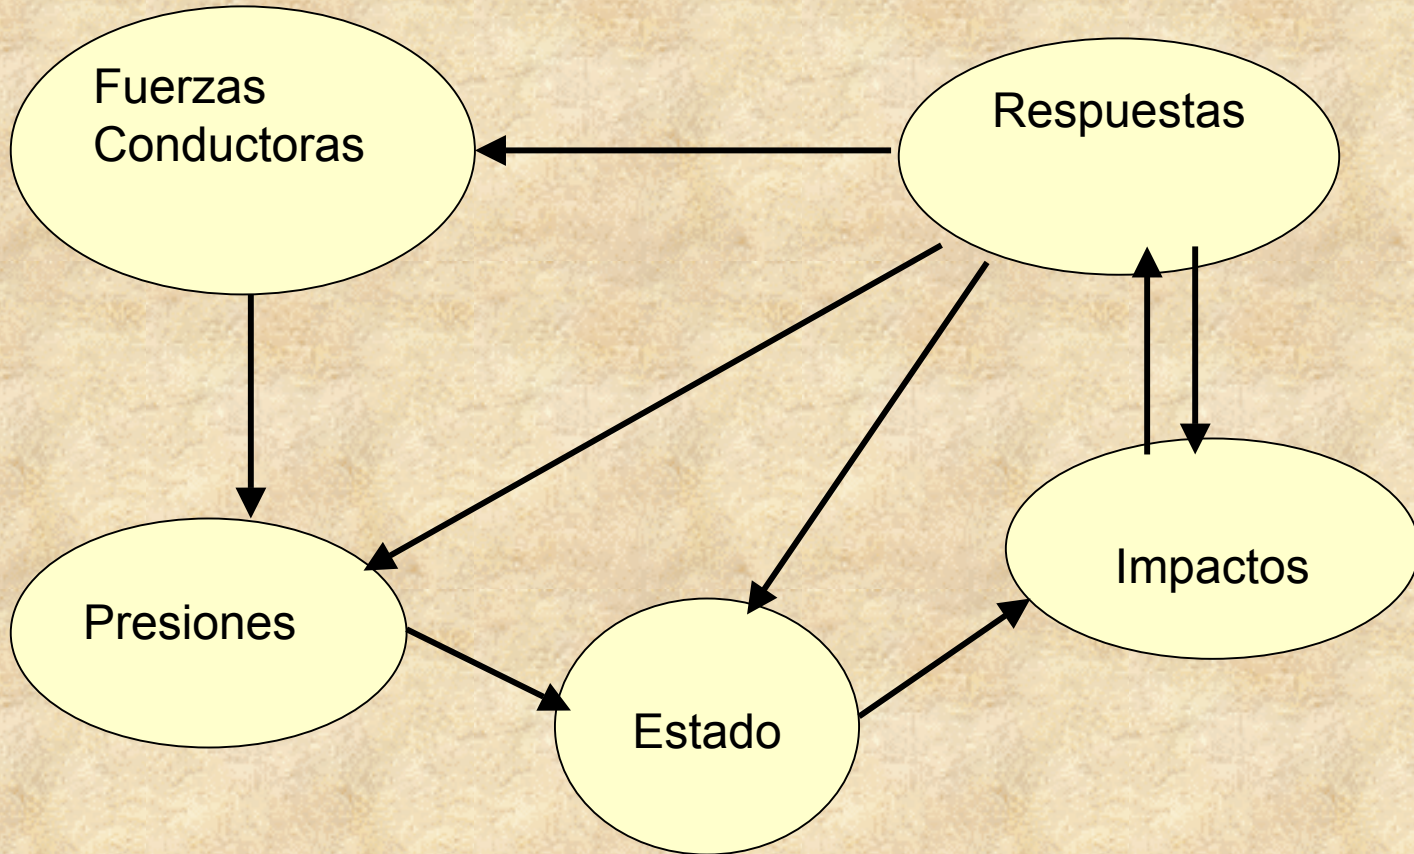 Fuerzas
Conductoras
Respuestas
Impactos
Presiones
Estado